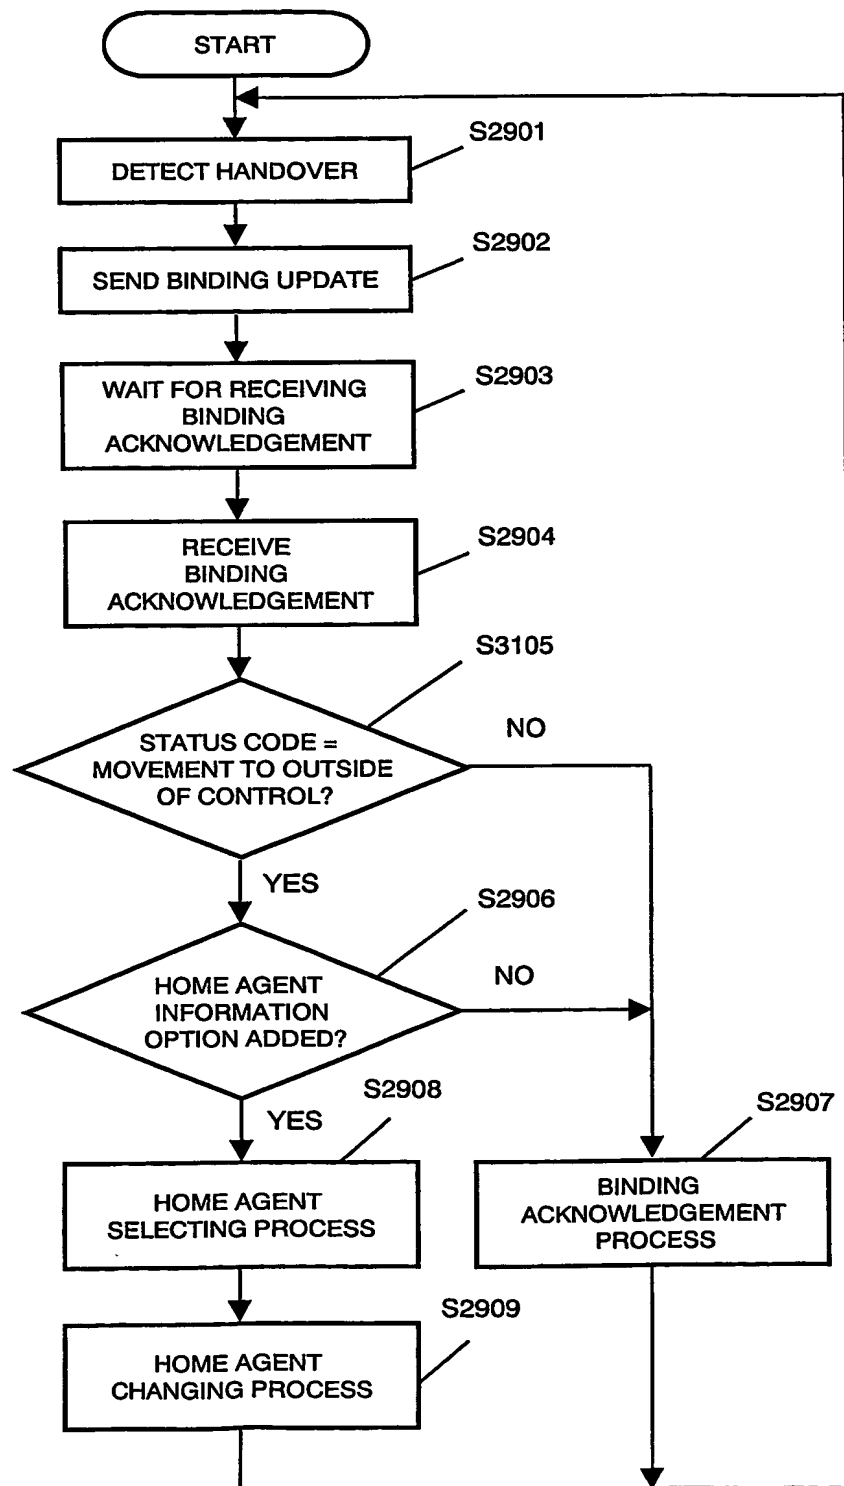 START
S2901
DETECT HANDOVER
S2902
SEND BINDING UPDATE
S2903
WAIT FOR RECEIVING
BINDING
ACKNOWLEDGEMENT
S2904
RECEIVE
BINDING
ACKNOWLEDGEMENT
S3105
STATUS CODE =
MOVEMENT TO OUTSIDE
OF CONTROL?
NO
YES
S2906
HOME AGENT
INFORMATION
OPTION ADDED?
NO
YES
S2908
HOME AGENT
SELECTING PROCESS
S2907
BINDING
ACKNOWLEDGEMENT
PROCESS
S2909
HOME AGENT
CHANGING PROCESS